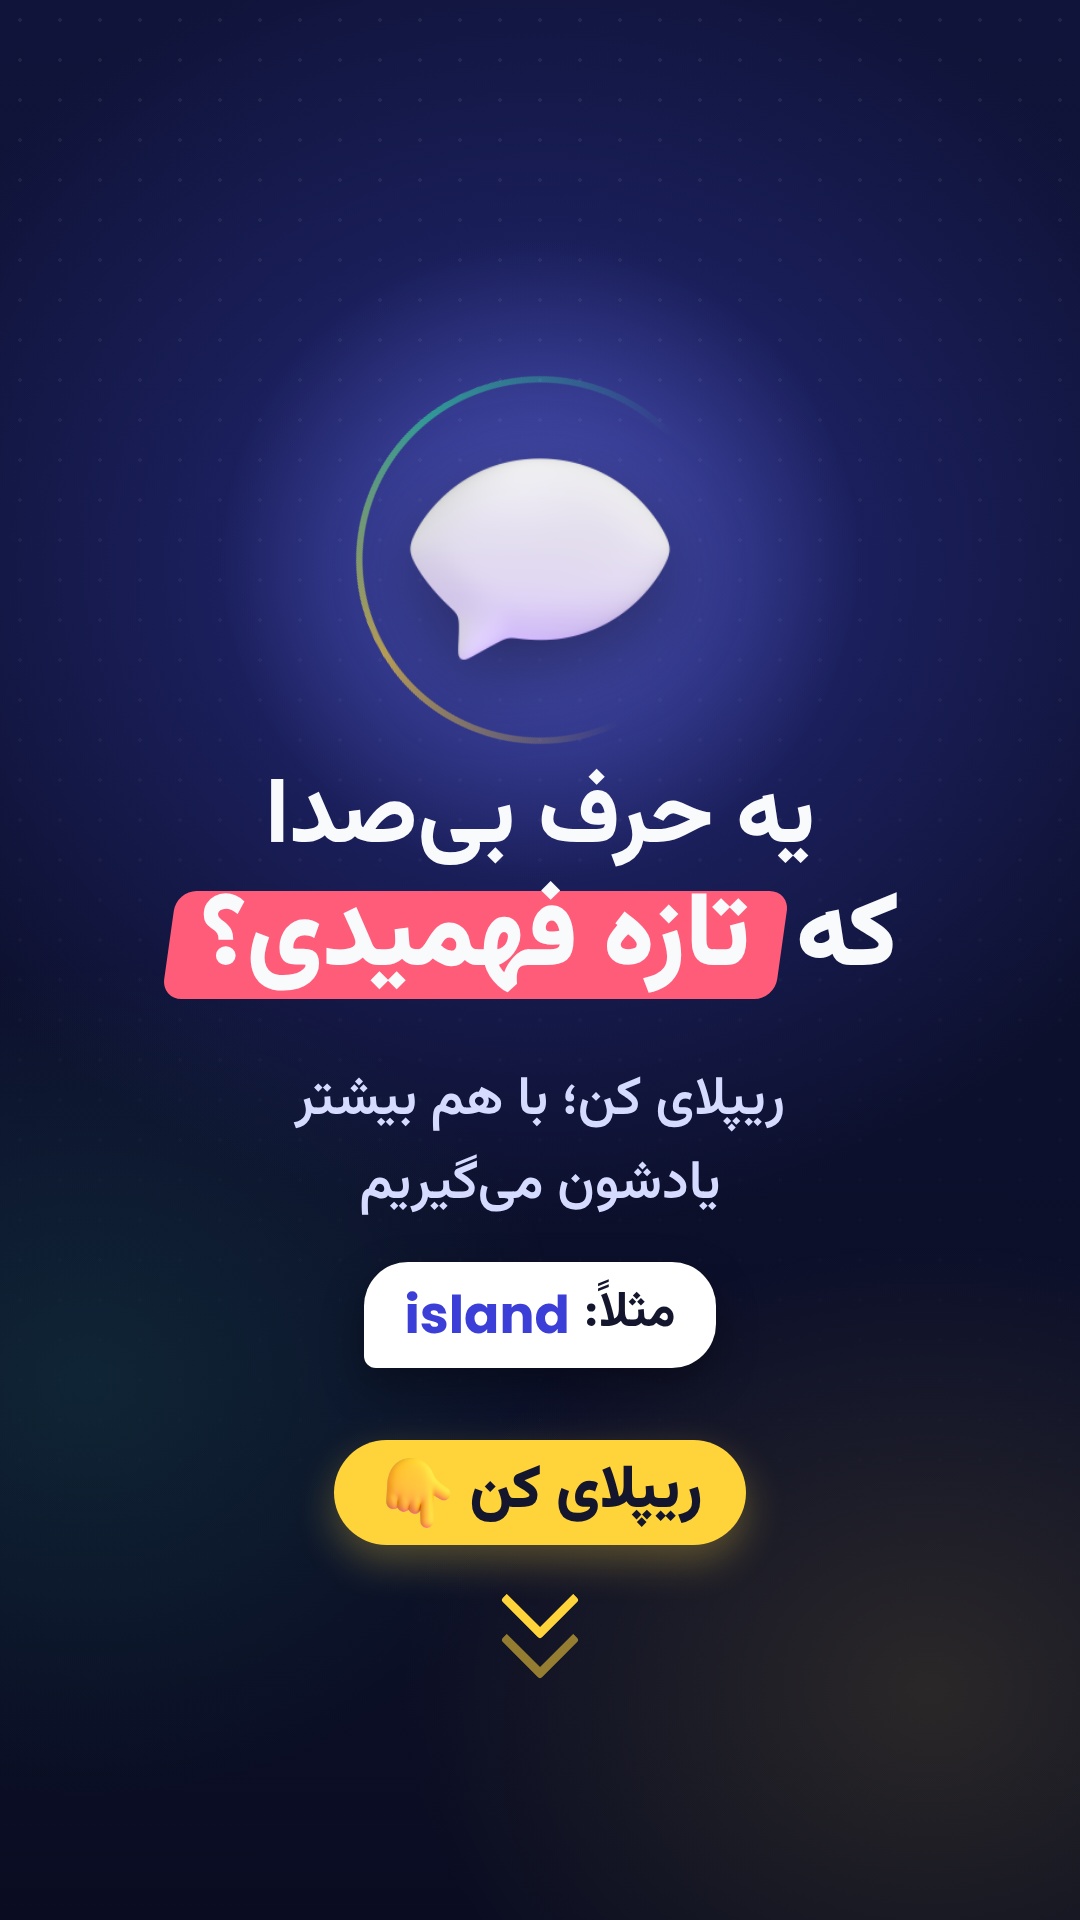 یه حرف بی‌صدا
که تازه فهمیدی؟
ریپلای کن؛ با هم بیشتر
یادشون می‌گیریم
مثلاً: island
ریپلای کن 👇